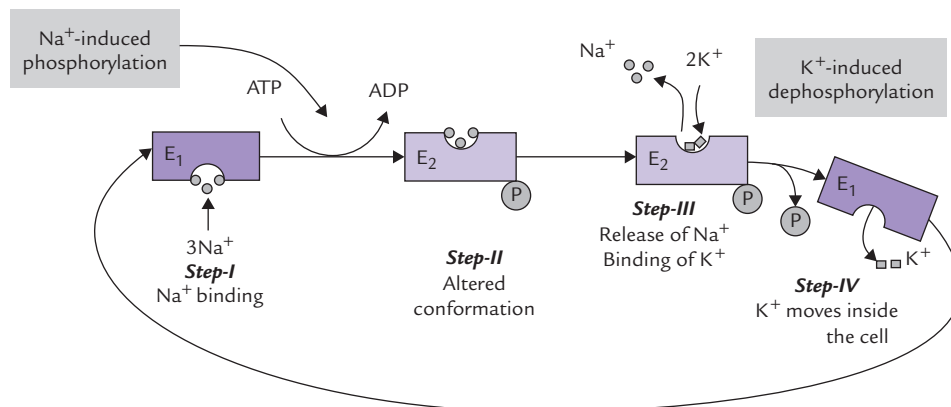 Na⁺-induced
phosphorylation
ATP
ADP
Na⁺
2K⁺
K⁺-induced
dephosphorylation
E₁
E₂
P
E₂
P
P
E₁
3Na⁺
Step-I
Na⁺ binding
Step-II
Altered
conformation
Step-III
Release of Na⁺
Binding of K⁺
K⁺
Step-IV
K⁺ moves inside
the cell